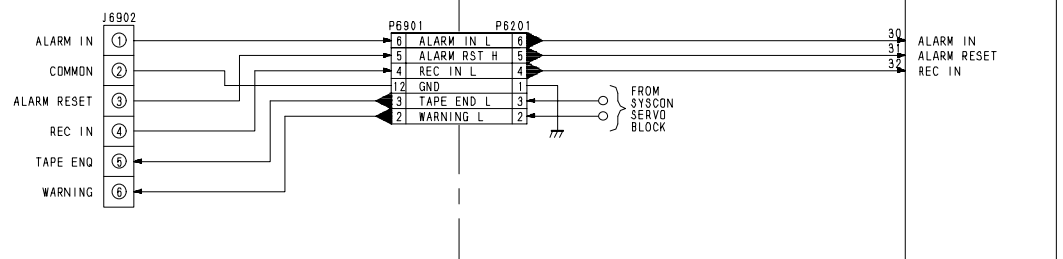 J6902
ALARM IN 1
COMMON 2
ALARM RESET 3
REC IN 4
TAPE ENQ 5
WARNING 6
P6901 P6201
6 ALARM IN L 6
5 ALARM RST H 5
4 REC IN L 4
12 GND 1
3 TAPE END L 3
2 WARNING L 2
FROM
SYSCON
SERVO
BLOCK
30 ALARM IN
31 ALARM RESET
32 REC IN